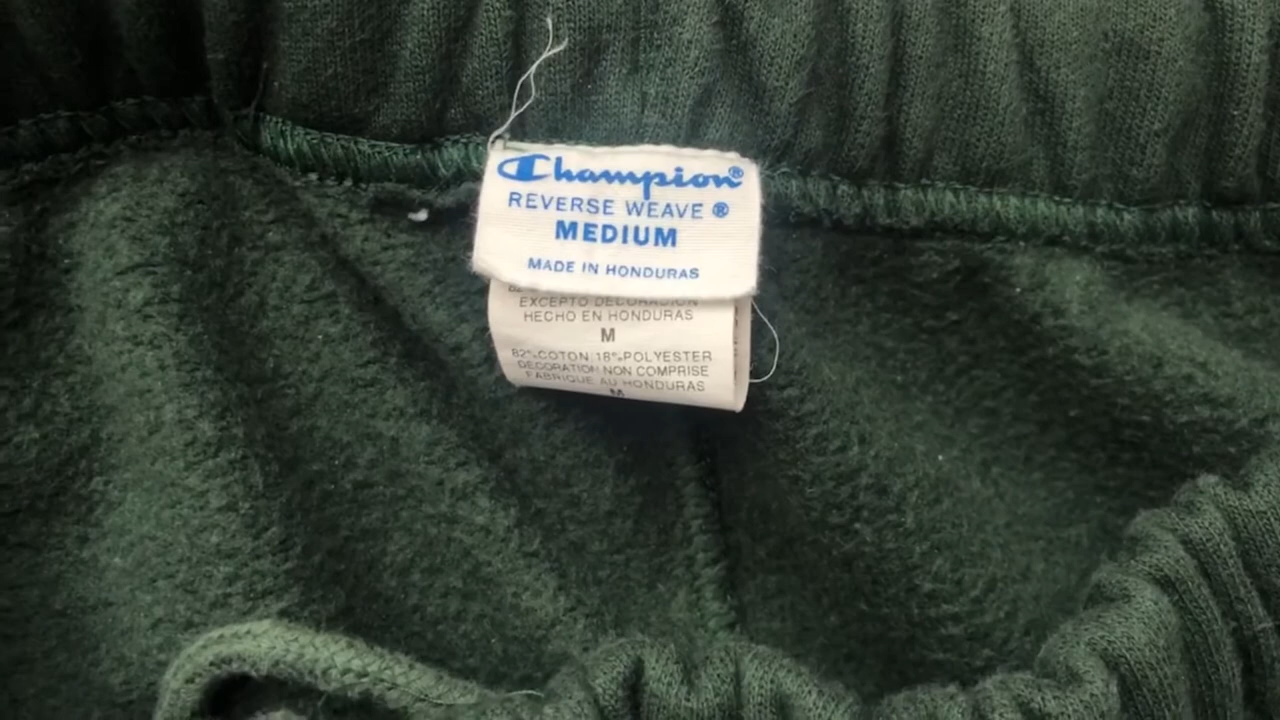 Champion®
REVERSE WEAVE ®
MEDIUM
MADE IN HONDURAS
EXCEPTO DECORACION
HECHO EN HONDURAS
M
82% COTON 18% POLYESTER
DECORATION NON COMPRISE
FABRIQUE AU HONDURAS
M